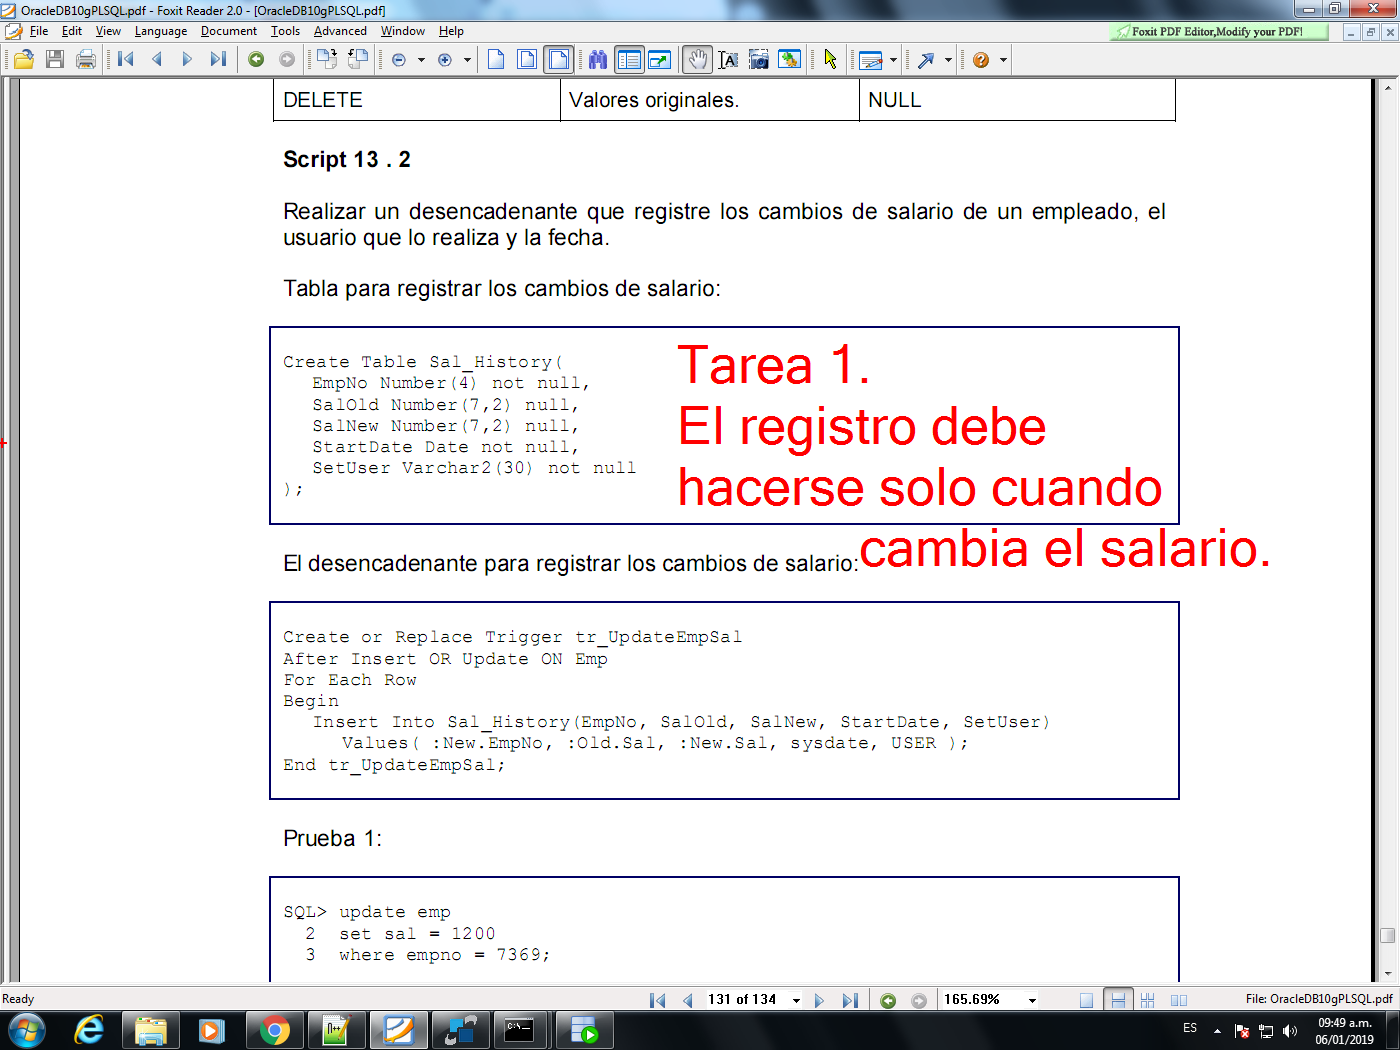 OracleDB10gPLSQL.pdf - Foxit Reader 2.0 - [OracleDB10gPLSQL.pdf]
File Edit View Language Document Tools Advanced Window Help
Foxit PDF Editor,Modify your PDF!
DELETE Valores originales. NULL
Script 13 . 2
Realizar un desencadenante que registre los cambios de salario de un empleado, el
usuario que lo realiza y la fecha.
Tabla para registrar los cambios de salario:
Create Table Sal_History(
EmpNo Number(4) not null,
SalOld Number(7,2) null,
SalNew Number(7,2) null,
StartDate Date not null,
SetUser Varchar2(30) not null
);
Tarea 1.
El registro debe
hacerse solo cuando
cambia el salario.
El desencadenante para registrar los cambios de salario:
Create or Replace Trigger tr_UpdateEmpSal
After Insert OR Update ON Emp
For Each Row
Begin
Insert Into Sal_History(EmpNo, SalOld, SalNew, StartDate, SetUser)
Values( :New.EmpNo, :Old.Sal, :New.Sal, sysdate, USER );
End tr_UpdateEmpSal;
Prueba 1:
SQL> update emp
2 set sal = 1200
3 where empno = 7369;
Ready
131 of 134
165.69%
File: OracleDB10gPLSQL.pdf
ES
09:49 a.m.
06/01/2019